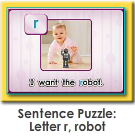 r
I want the robot.
Sentence Puzzle:
Letter r, robot